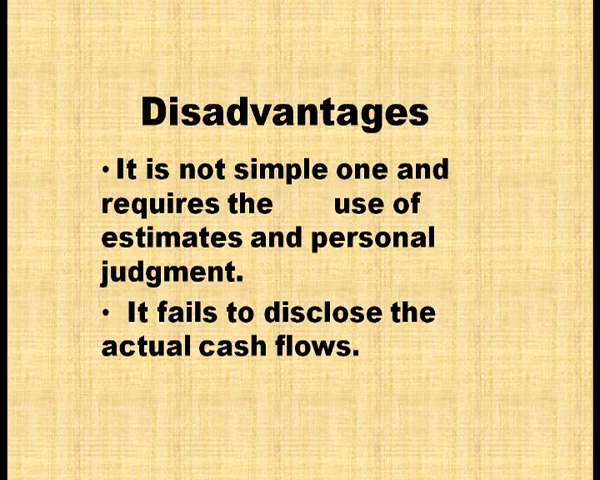 Disadvantages
• It is not simple one and
requires the use of
estimates and personal
judgment.
• It fails to disclose the
actual cash flows.